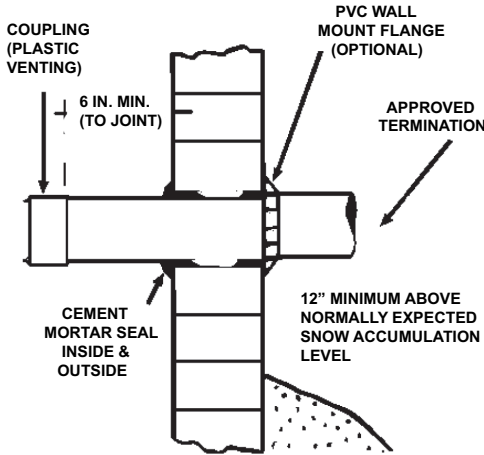 COUPLING
(PLASTIC
VENTING)
6 IN. MIN.
(TO JOINT)
PVC WALL
MOUNT FLANGE
(OPTIONAL)
APPROVED
TERMINATION
CEMENT
MORTAR SEAL
INSIDE &
OUTSIDE
12” MINIMUM ABOVE
NORMALLY EXPECTED
SNOW ACCUMULATION
LEVEL